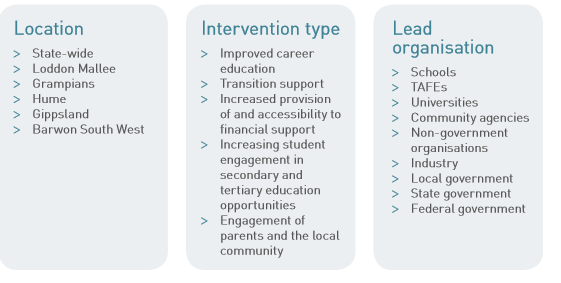 Location
> State-wide
> Loddon Mallee
> Grampians
> Hume
> Gippsland
> Barwon South West
Intervention type
> Improved career
education
> Transition support
> Increased provision
of and accessibility to
financial support
> Increasing student
engagement in
secondary and
tertiary education
opportunities
> Engagement of
parents and the local
community
Lead
organisation
> Schools
> TAFEs
> Universities
> Community agencies
> Non-government
organisations
> Industry
> Local government
> State government
> Federal government